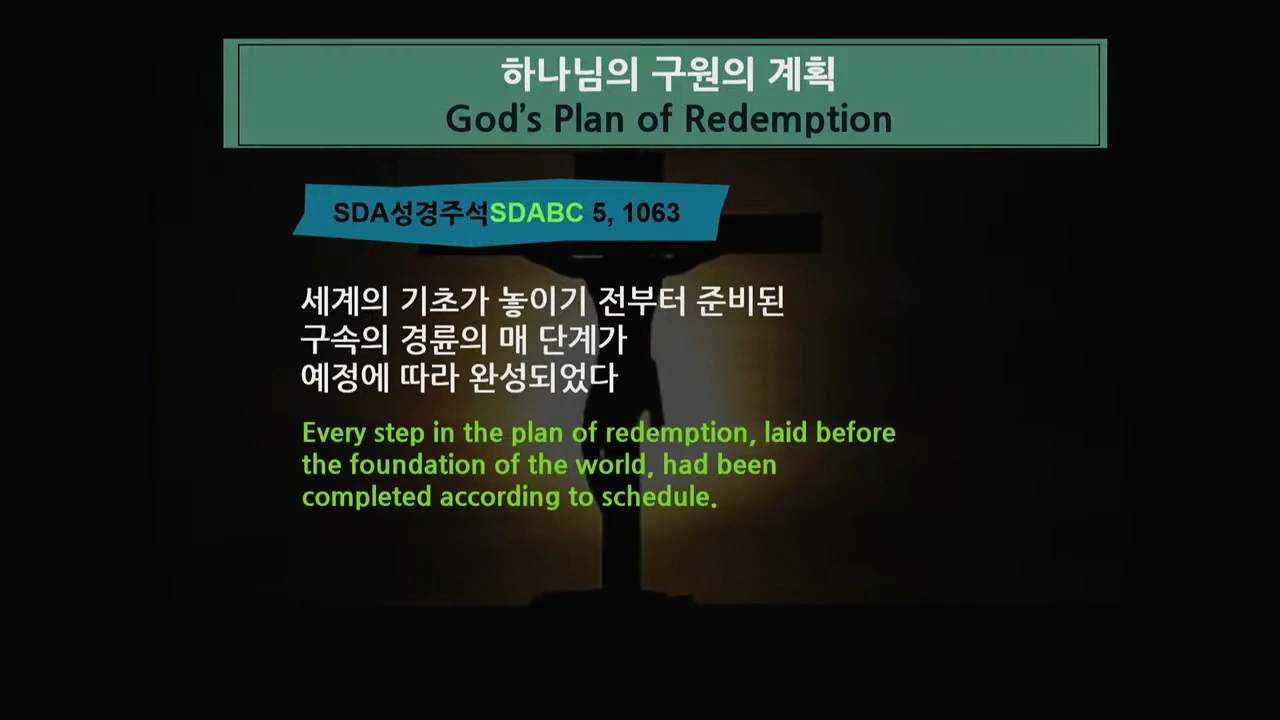 하나님의 구원의 계획
God's Plan of Redemption
SDA성경주석SDABC 5, 1063
세계의 기초가 놓이기 전부터 준비된
구속의 경륜의 매 단계가
예정에 따라 완성되었다
Every step in the plan of redemption, laid before
the foundation of the world, had been
completed according to schedule.